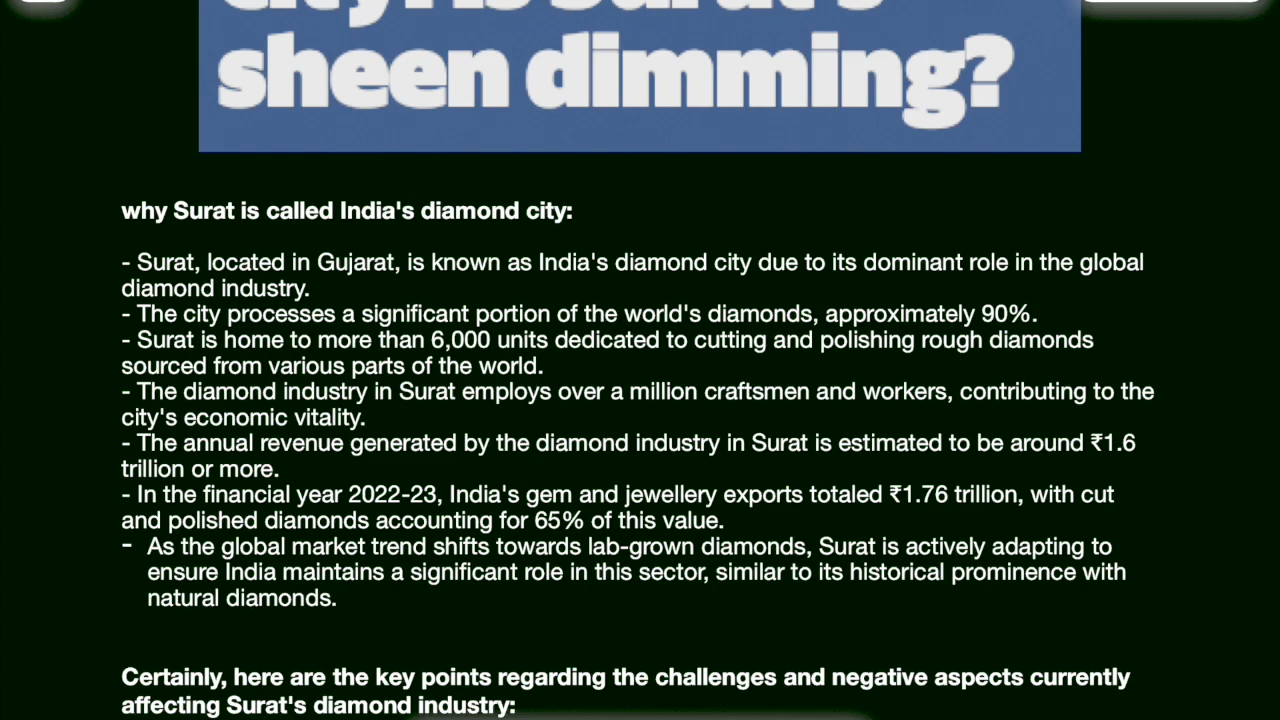 sheen dimming?
why Surat is called India's diamond city:
- Surat, located in Gujarat, is known as India's diamond city due to its dominant role in the global
diamond industry.
- The city processes a significant portion of the world's diamonds, approximately 90%.
- Surat is home to more than 6,000 units dedicated to cutting and polishing rough diamonds
sourced from various parts of the world.
- The diamond industry in Surat employs over a million craftsmen and workers, contributing to the
city's economic vitality.
- The annual revenue generated by the diamond industry in Surat is estimated to be around ₹1.6
trillion or more.
- In the financial year 2022-23, India's gem and jewellery exports totaled ₹1.76 trillion, with cut
and polished diamonds accounting for 65% of this value.
- As the global market trend shifts towards lab-grown diamonds, Surat is actively adapting to
ensure India maintains a significant role in this sector, similar to its historical prominence with
natural diamonds.
Certainly, here are the key points regarding the challenges and negative aspects currently
affecting Surat's diamond industry: